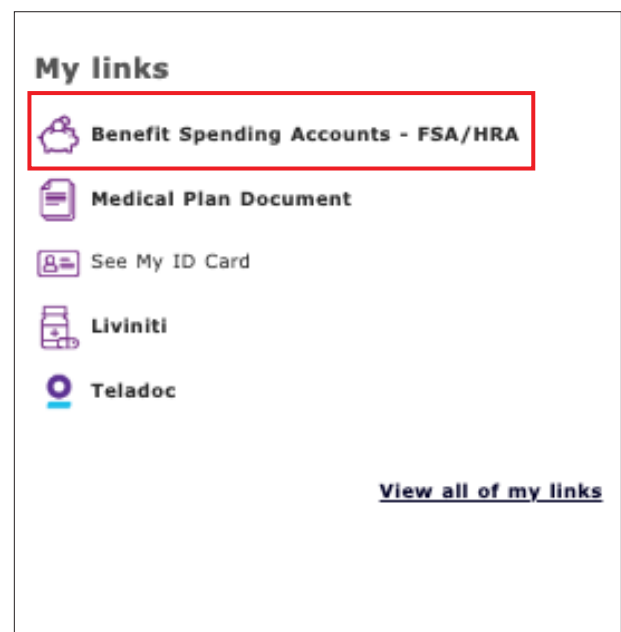 My links
Benefit Spending Accounts - FSA/HRA
Medical Plan Document
See My ID Card
Liviniti
Teladoc
View all of my links